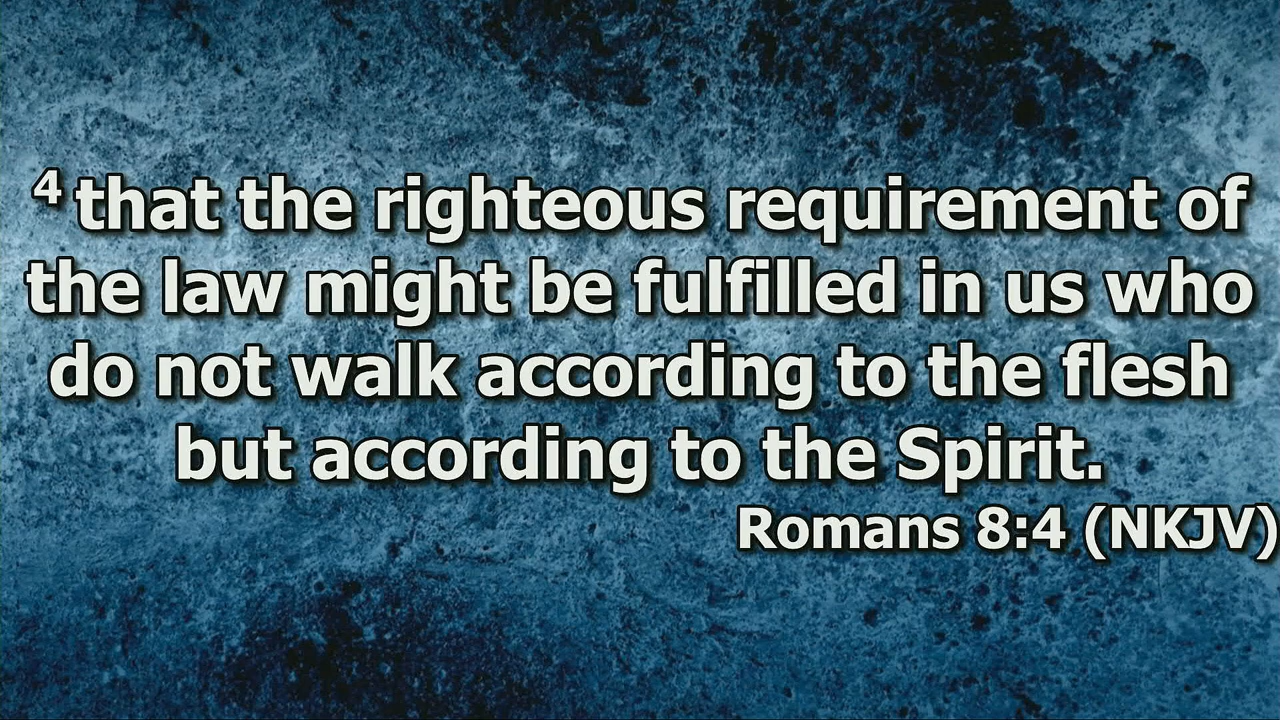 4 that the righteous requirement of
the law might be fulfilled in us who
do not walk according to the flesh
but according to the Spirit.
Romans 8:4 (NKJV)